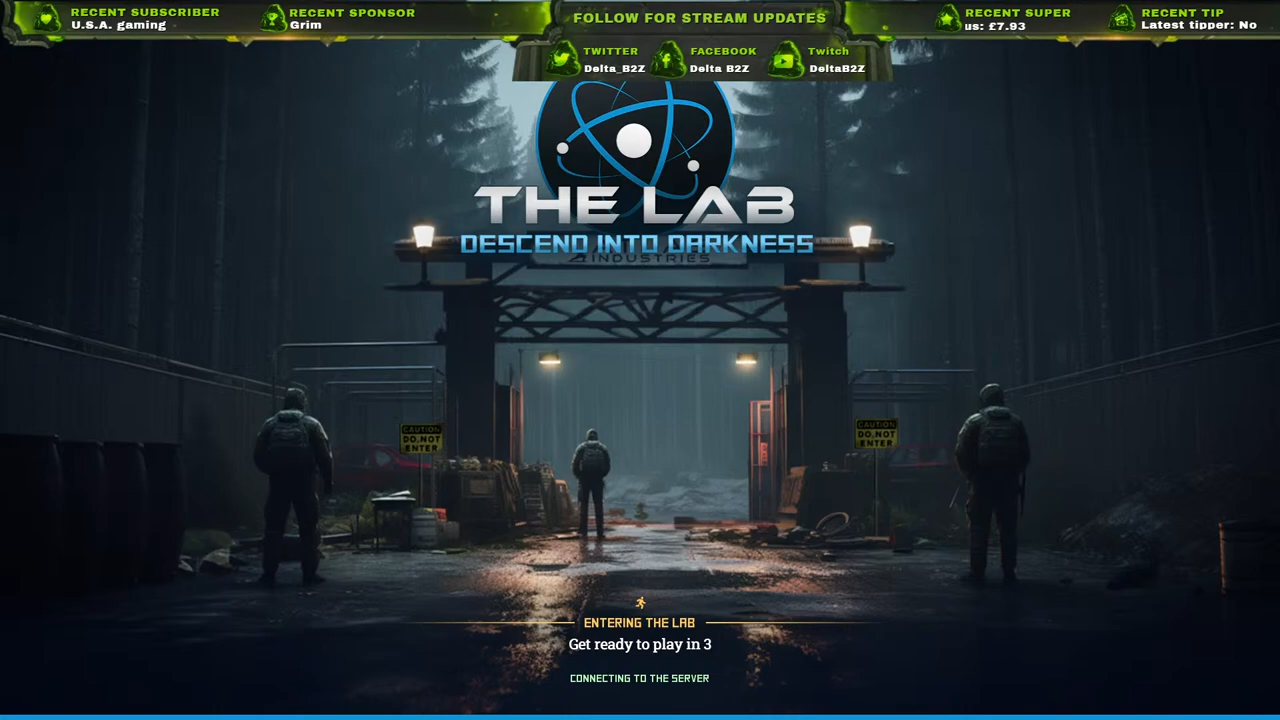 RECENT SUBSCRIBER
U.S.A. gaming
RECENT SPONSOR
Grim
FOLLOW FOR STREAM UPDATES
RECENT SUPER
us: £7.93
RECENT TIP
Latest tipper: No
TWITTER
Delta_B2Z
FACEBOOK
Delta B2Z
Twitch
DeltaB2Z
THE LAB
DESCEND INTO DARKNESS
INDUSTRIES
CAUTION
DO,NOT
ENTER
CAUTION
DO,NOT
ENTER
ENTERING THE LAB
Get ready to play in 3
CONNECTING TO THE SERVER